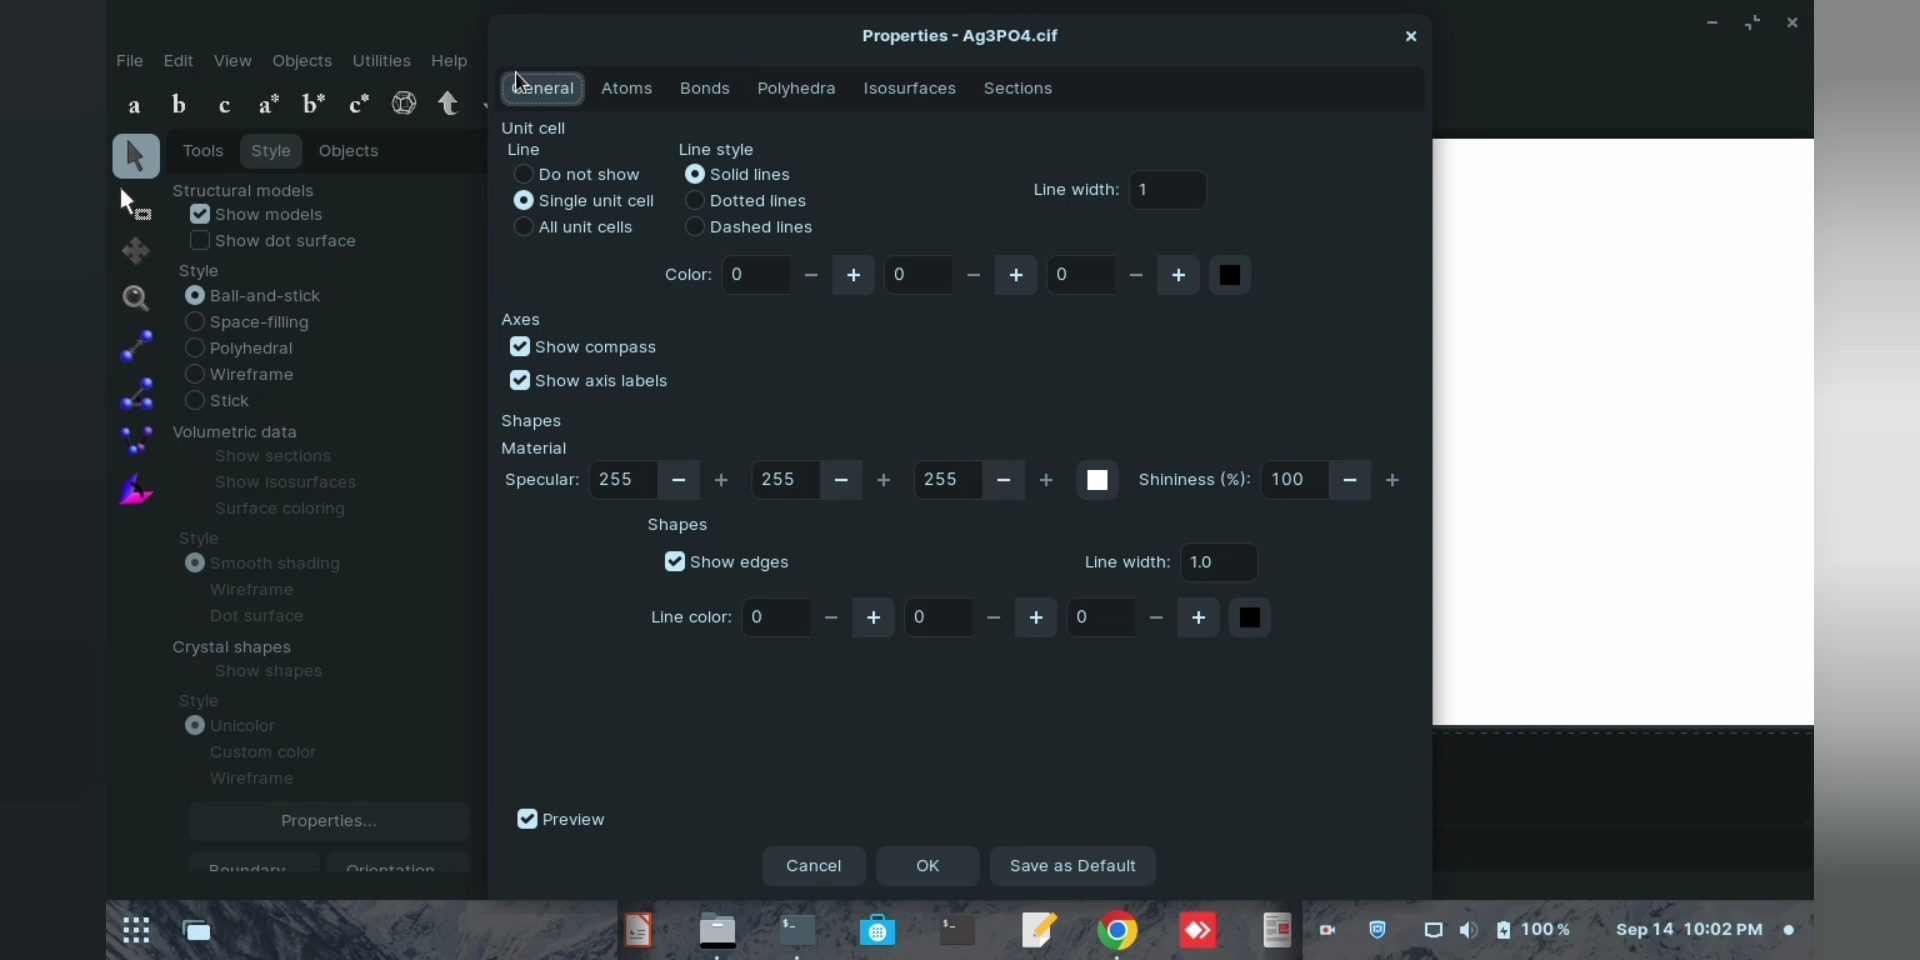 Properties - Ag3PO4.cif
File Edit View Objects Utilities Help
a b c a* b* c*
General Atoms Bonds Polyhedra Isosurfaces Sections
Tools Style Objects
Structural models
Show models
Show dot surface
Style
Ball-and-stick
Space-filling
Polyhedral
Wireframe
Stick
Volumetric data
Show sections
Show isosurfaces
Surface coloring
Style
Smooth shading
Wireframe
Dot surface
Crystal shapes
Show shapes
Style
Unicolor
Custom color
Wireframe
Properties...
Boundary Orientation
Unit cell
Line Line style
Do not show Solid lines
Single unit cell Dotted lines Line width: 1
All unit cells Dashed lines
Color: 0 − + 0 − + 0 − +
Axes
Show compass
Show axis labels
Shapes
Material
Specular: 255 − + 255 − + 255 − + Shininess (%): 100 − +
Shapes
Show edges Line width: 1.0
Line color: 0 − + 0 − + 0 − +
Preview
Cancel OK Save as Default
100 % Sep 14 10:02 PM